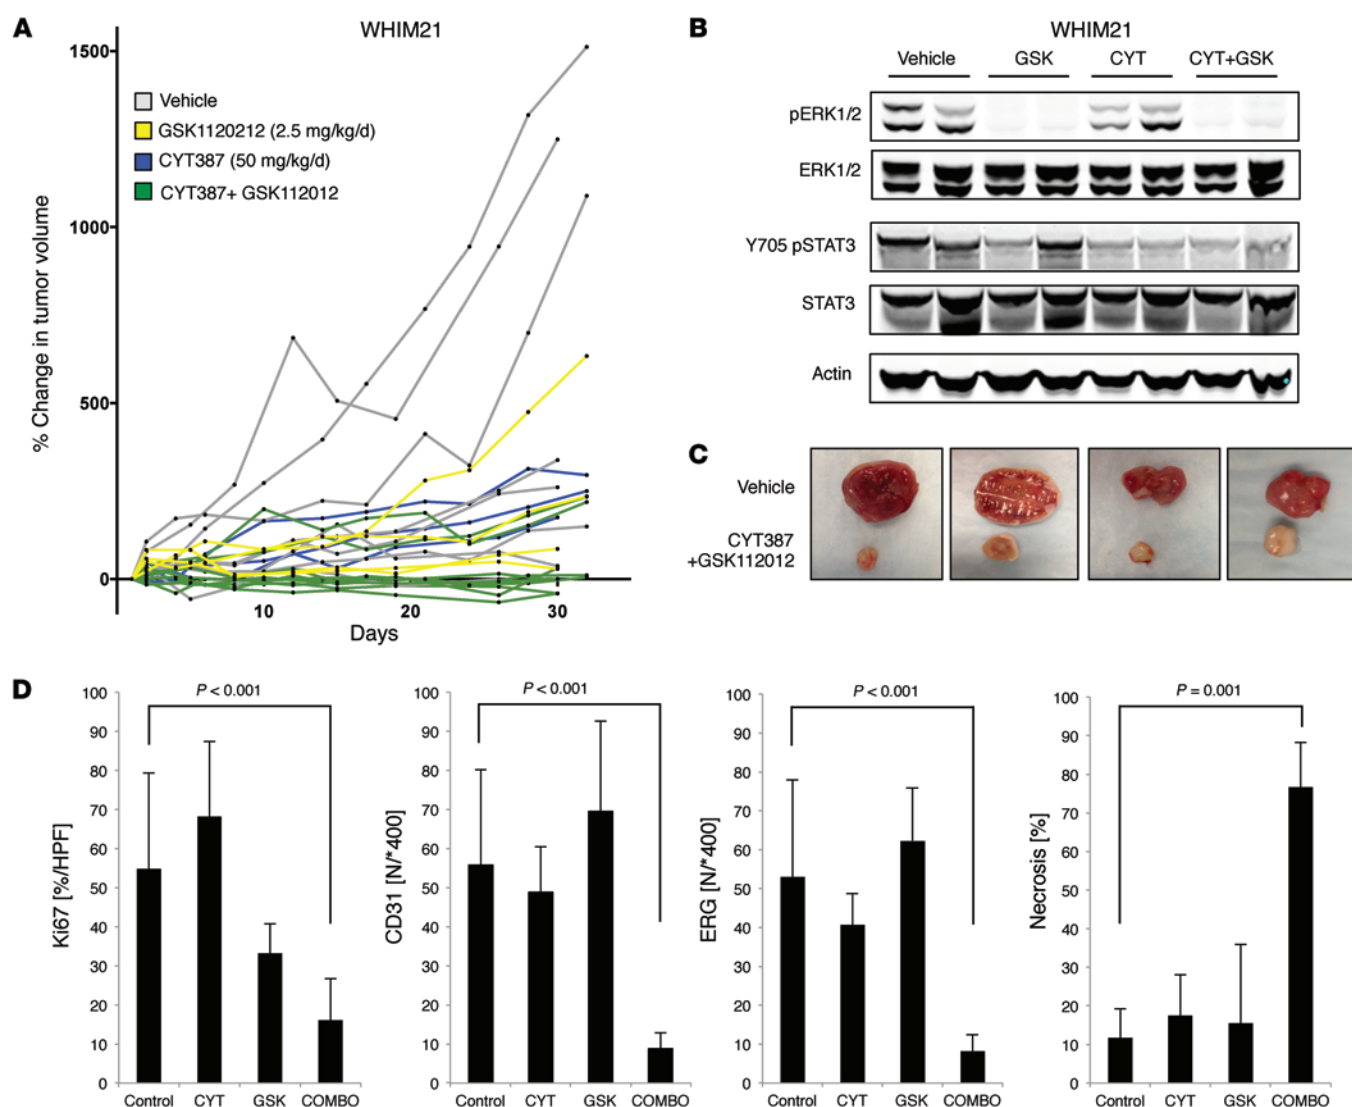 A
WHIM21
1500
1000
500
0
% Change in tumor volume
Vehicle
GSK1120212 (2.5 mg/kg/d)
CYT387 (50 mg/kg/d)
CYT387+ GSK112012
10
20
30
Days
B
WHIM21
Vehicle
GSK
CYT
CYT+GSK
pERK1/2
ERK1/2
Y705 pSTAT3
STAT3
Actin
C
Vehicle
CYT387
+GSK112012
D
P < 0.001
100
90
80
70
60
50
40
30
20
10
0
Ki67 [%/HPF]
Control
CYT
GSK
COMBO
P < 0.001
100
90
80
70
60
50
40
30
20
10
0
CD31 [N/*400]
Control
CYT
GSK
COMBO
P < 0.001
100
90
80
70
60
50
40
30
20
10
0
ERG [N/*400]
Control
CYT
GSK
COMBO
P = 0.001
100
90
80
70
60
50
40
30
20
10
0
Necrosis [%]
Control
CYT
GSK
COMBO